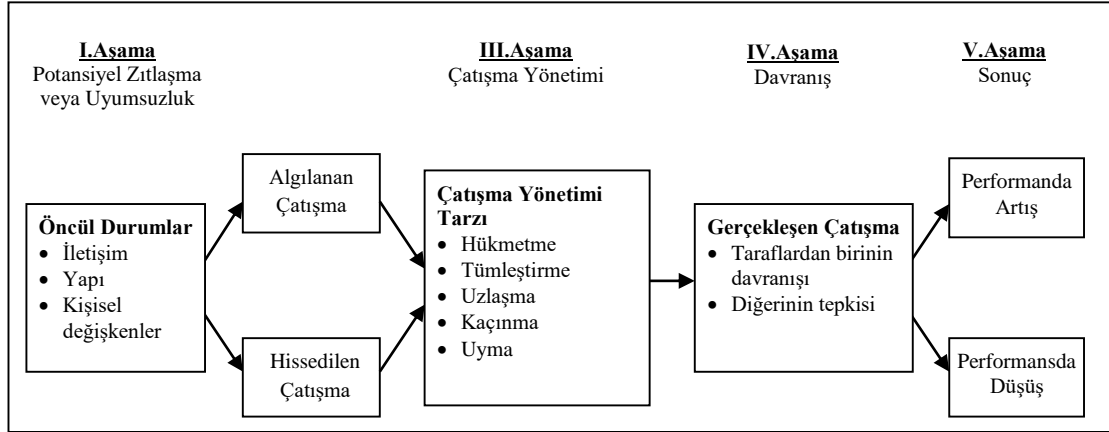 I.Aşama
Potansiyel Zıtlaşma
veya Uyumsuzluk
III.Aşama
Çatışma Yönetimi
IV.Aşama
Davranış
V.Aşama
Sonuç
Öncül Durumlar
• İletişim
• Yapı
• Kişisel
değişkenler
Algılanan
Çatışma
Hissedilen
Çatışma
Çatışma Yönetimi
Tarzı
• Hükmetme
• Tümleştirme
• Uzlaşma
• Kaçınma
• Uyma
Gerçekleşen Çatışma
• Taraflardan birinin
davranışı
• Diğerinin tepkisi
Performanda
Artış
Performansda
Düşüş